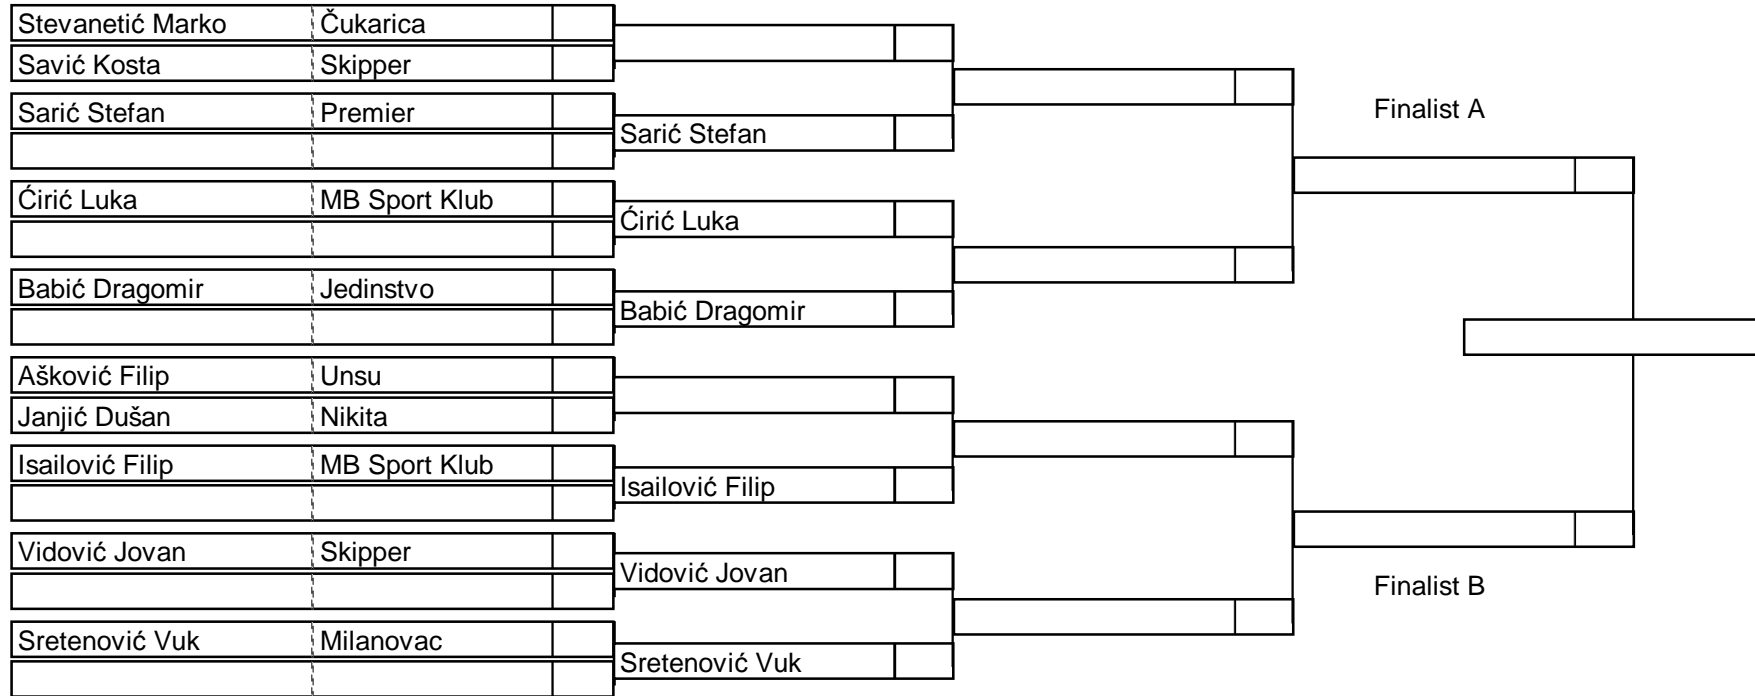 Stevanetić Marko Čukarica
Savić Kosta Skipper
Sarić Stefan Premier
Sarić Stefan
Ćirić Luka MB Sport Klub
Ćirić Luka
Babić Dragomir Jedinstvo
Babić Dragomir
Ašković Filip Unsu
Janjić Dušan Nikita
Isailović Filip MB Sport Klub
Isailović Filip
Vidović Jovan Skipper
Vidović Jovan
Sretenović Vuk Milanovac
Sretenović Vuk
Finalist A
Finalist B